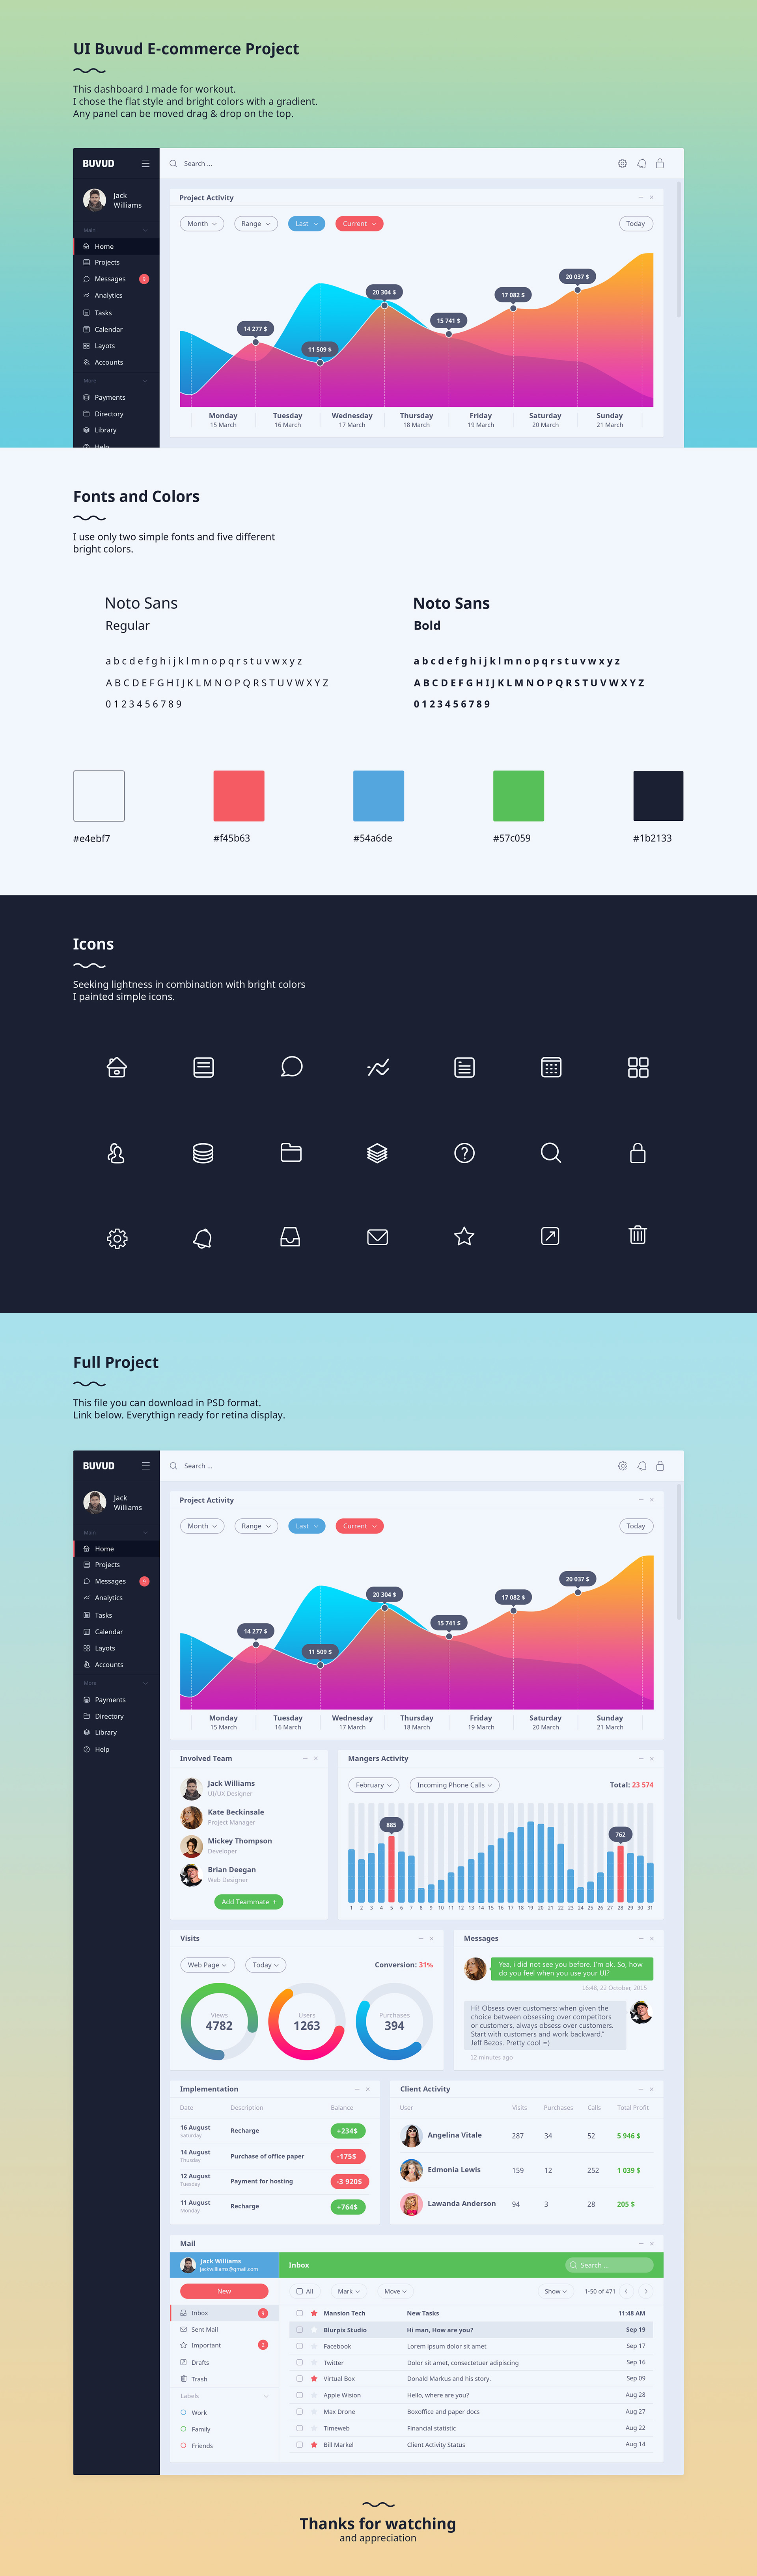 UI Buvud E-commerce Project
This dashboard I made for workout.
I chose the flat style and bright colors with a gradient.
Any panel can be moved drag & drop on the top.
BUVUD
Search ...
Jack
Williams
Project Activity
Month
Range
Last
Current
Today
Main
Home
Projects
Messages
Analytics
Tasks
Calendar
Layots
Accounts
More
Payments
Directory
Library
Help
20 304 $
20 037 $
17 082 $
15 741 $
14 277 $
11 509 $
Monday
Tuesday
Wednesday
Thursday
Friday
Saturday
Sunday
15 March
16 March
17 March
18 March
19 March
20 March
21 March
Fonts and Colors
I use only two simple fonts and five different
bright colors.
Noto Sans
Regular
a b c d e f g h i j k l m n o p q r s t u v w x y z
A B C D E F G H I J K L M N O P Q R S T U V W X Y Z
0 1 2 3 4 5 6 7 8 9
Noto Sans
Bold
a b c d e f g h i j k l m n o p q r s t u v w x y z
A B C D E F G H I J K L M N O P Q R S T U V W X Y Z
0 1 2 3 4 5 6 7 8 9
#e4ebf7
#f45b63
#54a6de
#57c059
#1b2133
Icons
Seeking lightness in combination with bright colors
I painted simple icons.
Full Project
This file you can download in PSD format.
Link below. Everythign ready for retina display.
BUVUD
Search ...
Jack
Williams
Main
Home
Projects
Messages
Analytics
Tasks
Calendar
Layots
Accounts
More
Payments
Directory
Library
Help
Project Activity
Month
Range
Last
Current
Today
20 304 $
20 037 $
17 082 $
15 741 $
14 277 $
11 509 $
Monday
Tuesday
Wednesday
Thursday
Friday
Saturday
Sunday
15 March
16 March
17 March
18 March
19 March
20 March
21 March
Involved Team
Jack Williams
UI/UX Designer
Kate Beckinsale
Project Manager
Mickey Thompson
Developer
Brian Deegan
Web Designer
Add Teammate +
Mangers Activity
February
Incoming Phone Calls
Total: 23 574
885
762
1 2 3 4 5 6 7 8 9 10 11 12 13 14 15 16 17 18 19 20 21 22 23 24 25 26 27 28 29 30 31
Visits
Web Page
Today
Conversion: 31%
Views
4782
Users
1263
Purchases
394
Messages
Yea, i did not see you before. I'm ok. So, how
do you feel when you use your UI?
16:48, 22 October, 2015
Hi! Obsess over customers: when given the
choice between obsessing over competitors
or customers, always obsess over customers.
Start with customers and work backward."
Jeff Bezos. Pretty cool =)
12 minutes ago
Implementation
Date
Description
Balance
16 August
Saturday
Recharge
+234$
14 August
Thusday
Purchase of office paper
-175$
12 August
Tuesday
Payment for hosting
-3 920$
11 August
Monday
Recharge
+764$
Client Activity
User
Visits
Purchases
Calls
Total Profit
Angelina Vitale
287
34
52
5 946 $
Edmonia Lewis
159
12
252
1 039 $
Lawanda Anderson
94
3
28
205 $
Mail
Jack Williams
jackwilliams@gmail.com
Inbox
Search ...
New
All
Mark
Move
Show
1-50 of 471
Inbox
Sent Mail
Important
2
Drafts
Trash
Labels
Work
Family
Friends
Mansion Tech
New Tasks
11:48 AM
Blurpix Studio
Hi man, How are you?
Sep 19
Facebook
Lorem ipsum dolor sit amet
Sep 17
Twitter
Dolor sit amet, consectetuer adipiscing
Sep 16
Virtual Box
Donald Markus and his story.
Sep 09
Apple Wision
Hello, where are you?
Aug 28
Max Drone
Boxoffice and paper docs
Aug 27
Timeweb
Financial statistic
Aug 22
Bill Markel
Client Activity Status
Aug 14
Thanks for watching
and appreciation